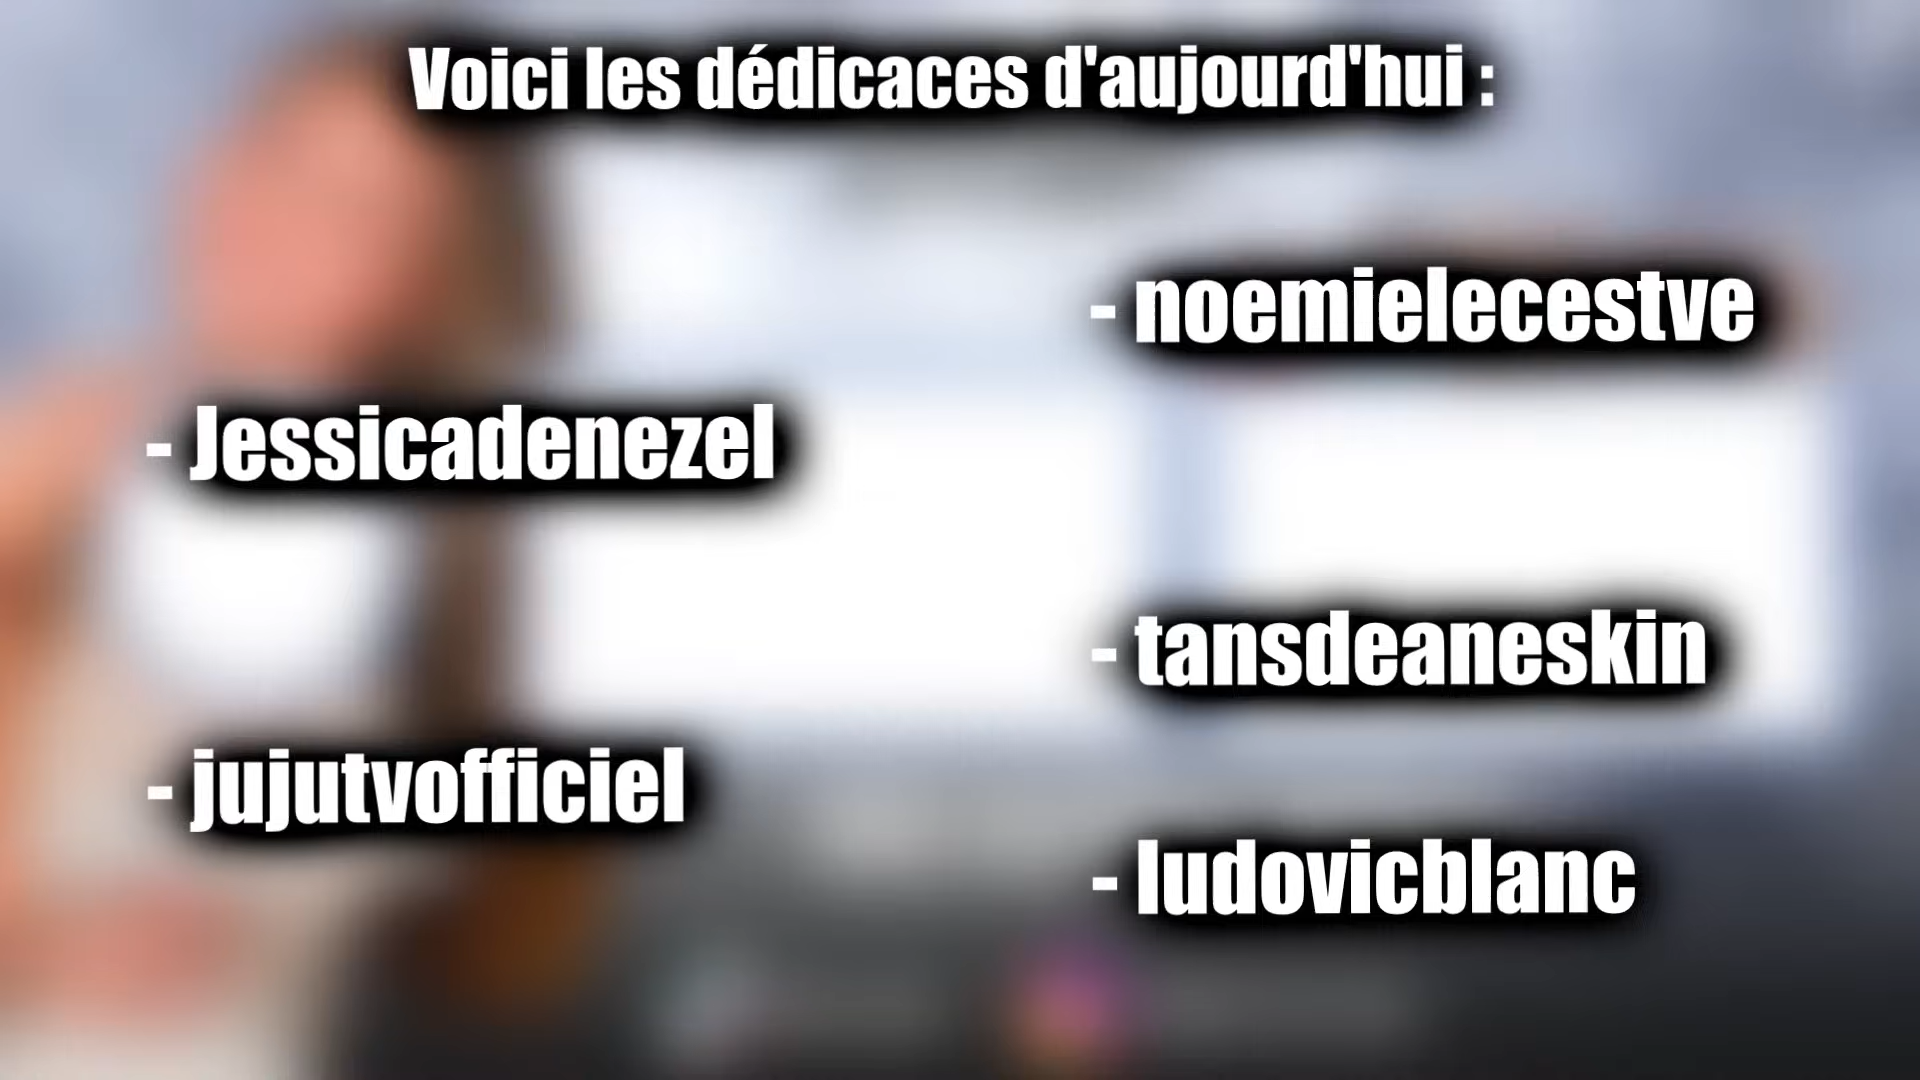 Voici les dédicaces d'aujourd'hui :
- Jessicadenezel
- jujutvofficiel
- noemielecestve
- tansdeaneskin
- ludovicblanc